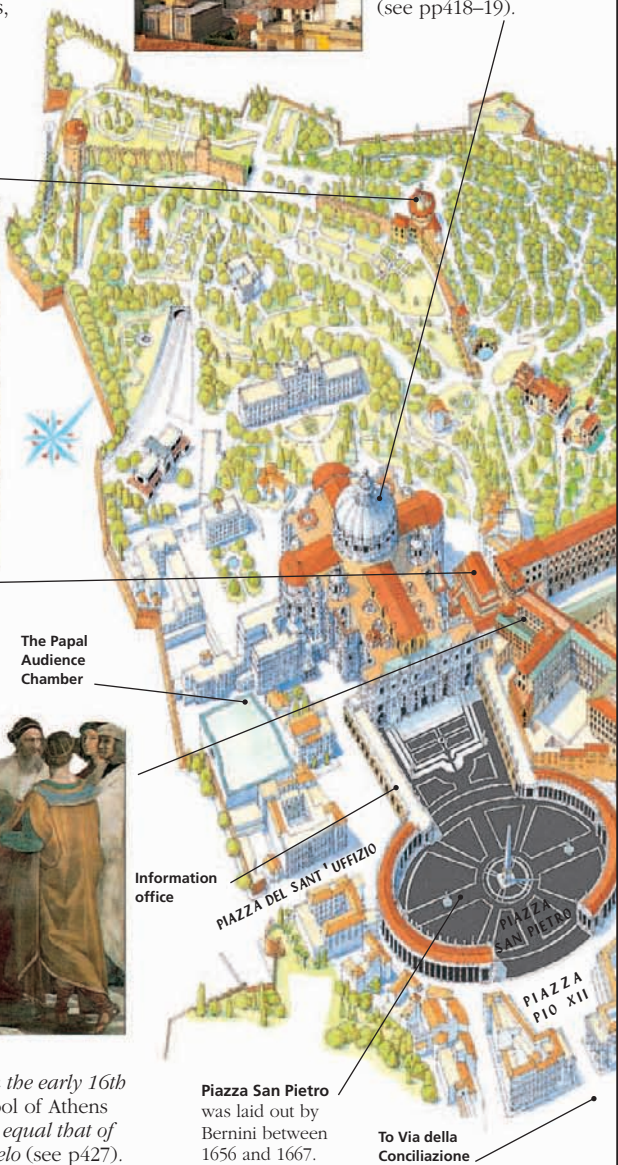 s,
(see pp418–19).
The Papal
Audience
Chamber
Information
office
PIAZZA DEL SANT'UFFIZIO
PIAZZA
SAN PIETRO
PIAZZA
PIO XII
the early 16th
ol of Athens
equal that of
elo (see p427).
Piazza San Pietro
was laid out by
Bernini between
1656 and 1667.
To Via della
Conciliazione